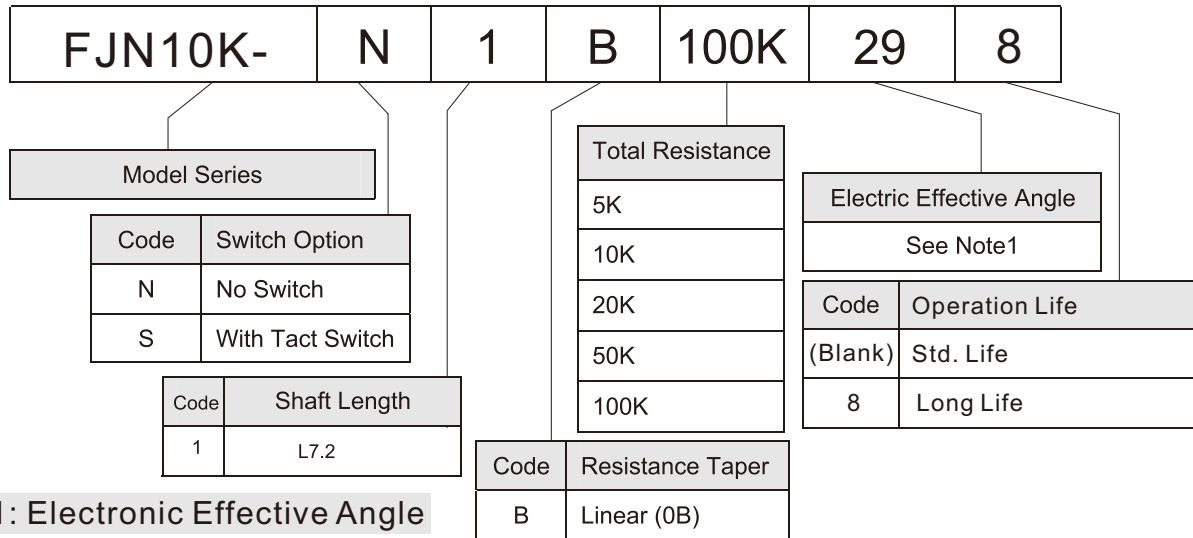 FJN10K- N 1 B 100K 29 8
Model Series
Code Switch Option
N No Switch
S With Tact Switch
Code Shaft Length
1 L7.2
Total Resistance
5K
10K
20K
50K
100K
Code Resistance Taper
B Linear (0B)
Electric Effective Angle
See Note1
Code Operation Life
(Blank) Std. Life
8 Long Life
: Electronic Effective Angle